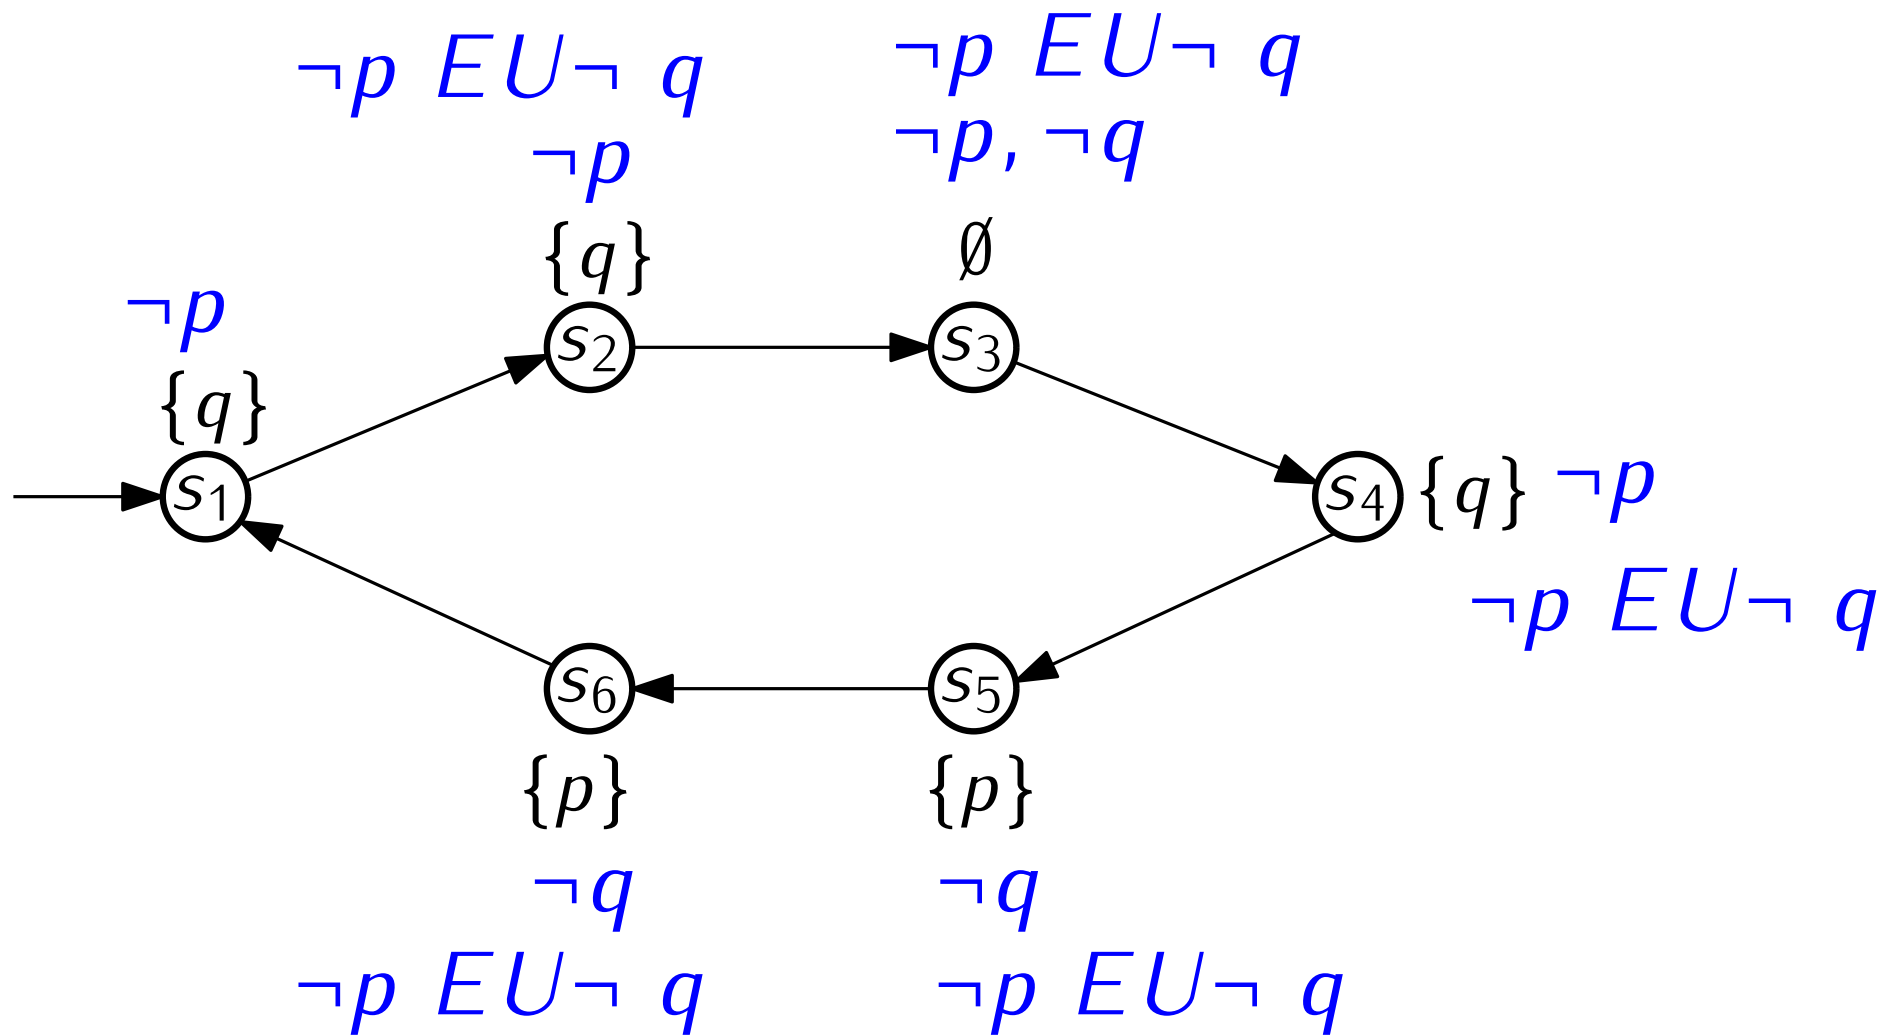 ¬p EU¬ q
¬p EU¬ q
¬p
¬p, ¬q
{q}
∅
¬p
s₂
s₃
{q}
s₁
s₄
{q} ¬p
¬p EU¬ q
s₆
s₅
{p}
{p}
¬q
¬q
¬p EU¬ q
¬p EU¬ q